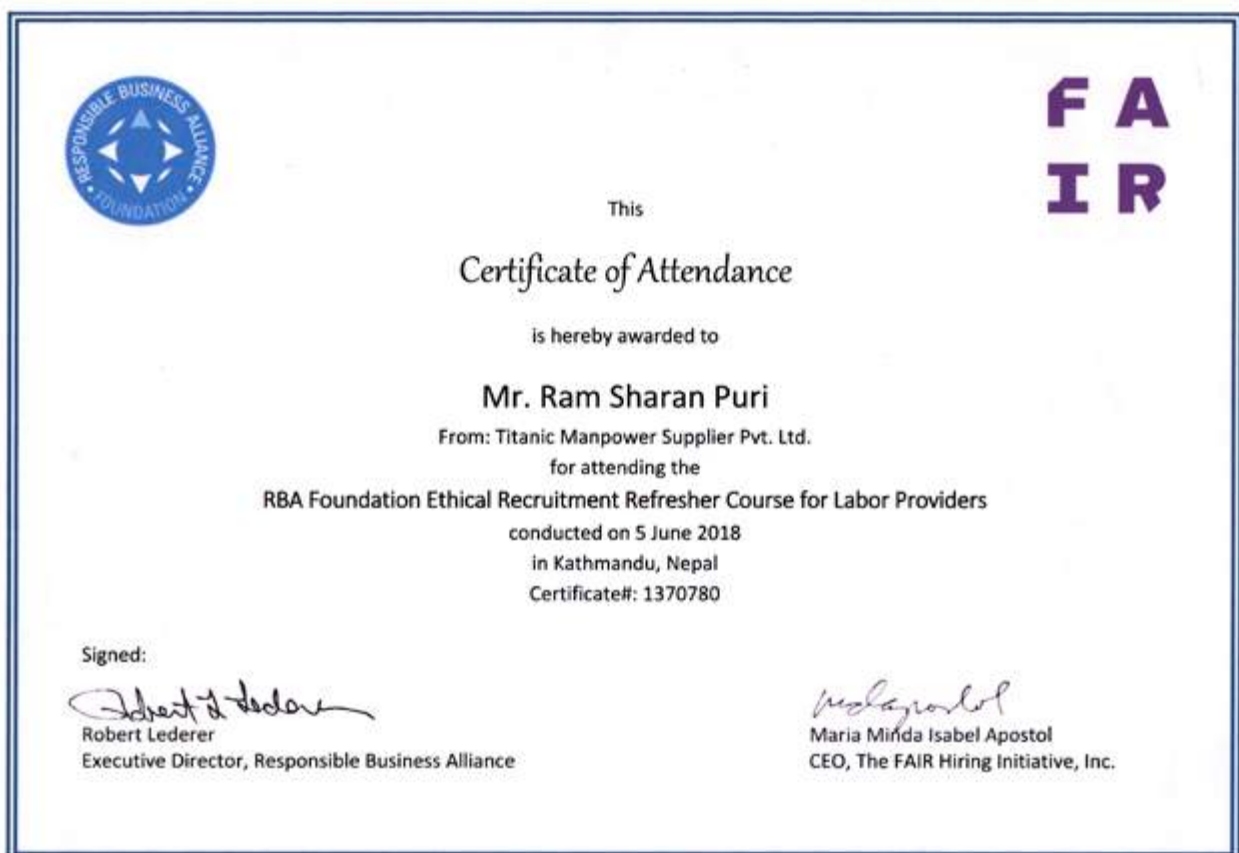 RESPONSIBLE BUSINESS ALLIANCE
FOUNDATION
F A
I R
This
Certificate of Attendance
is hereby awarded to
Mr. Ram Sharan Puri
From: Titanic Manpower Supplier Pvt. Ltd.
for attending the
RBA Foundation Ethical Recruitment Refresher Course for Labor Providers
conducted on 5 June 2018
in Kathmandu, Nepal
Certificate#: 1370780
Signed:
Robert Lederer
Executive Director, Responsible Business Alliance
Maria Minda Isabel Apostol
CEO, The FAIR Hiring Initiative, Inc.